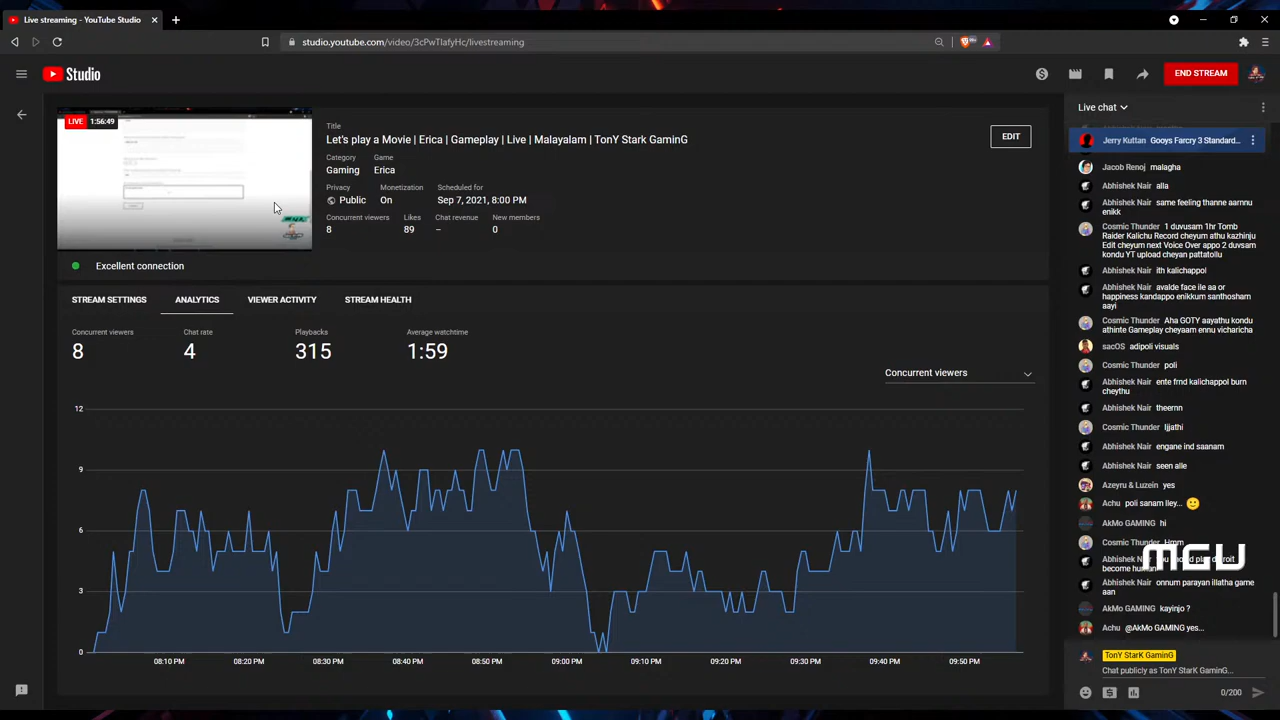 Live streaming - YouTube Studio
studio.youtube.com/video/3cPwTIafyHc/livestreaming
Studio
END STREAM
LIVE 1:56:49
Title
Let's play a Movie | Erica | Gameplay | Live | Malayalam | TonY Stark GaminG
EDIT
Category Game
Gaming Erica
Privacy Monetization Scheduled for
Public On Sep 7, 2021, 8:00 PM
Concurrent viewers Likes Chat revenue New members
8 89 – 0
Excellent connection
STREAM SETTINGS ANALYTICS VIEWER ACTIVITY STREAM HEALTH
Concurrent viewers Chat rate Playbacks Average watchtime
8 4 315 1:59
Concurrent viewers
12
9
6
3
0
08:10 PM 08:20 PM 08:30 PM 08:40 PM 08:50 PM 09:00 PM 09:10 PM 09:20 PM 09:30 PM 09:40 PM 09:50 PM
Live chat
Jerry Kuttan Gooys Farcry 3 Standard...
Jacob Renoj malagha
Abhishek Nair alla
Abhishek Nair same feeling thanne aarnnu
enikk
Cosmic Thunder 1 duvusam 1hr Tomb
Raider Kalichu Record cheyum athu kazhinju
Edit cheyum next Voice Over appo 2 duvsam
kondu YT upload cheyan pattatollu
Abhishek Nair ith kalichappol
Abhishek Nair avalde face ile aa or
happiness kandappo enikkum santhosham
aayi
Cosmic Thunder Aha GOTY aayathu kondu
athinte Gameplay cheyaam ennu vicharicha
sacOS adipoli visuals
Cosmic Thunder poli
Abhishek Nair ente frnd kalichappol burn
cheythu
Abhishek Nair theernn
Cosmic Thunder Ijjathi
Abhishek Nair engane ind saanam
Abhishek Nair seen alle
Azeyru & Luzein yes
Achu poli sanam lley...
AkMo GAMING hi
Cosmic Thunder Hmm
MGU
Abhishek Nair
become human
Abhishek Nair onnum parayan illatha game
aan
AkMo GAMING kayinjo ?
Achu @AkMo GAMING yes...
TonY StarK GaminG
Chat publicly as TonY StarK GaminG...
0/200